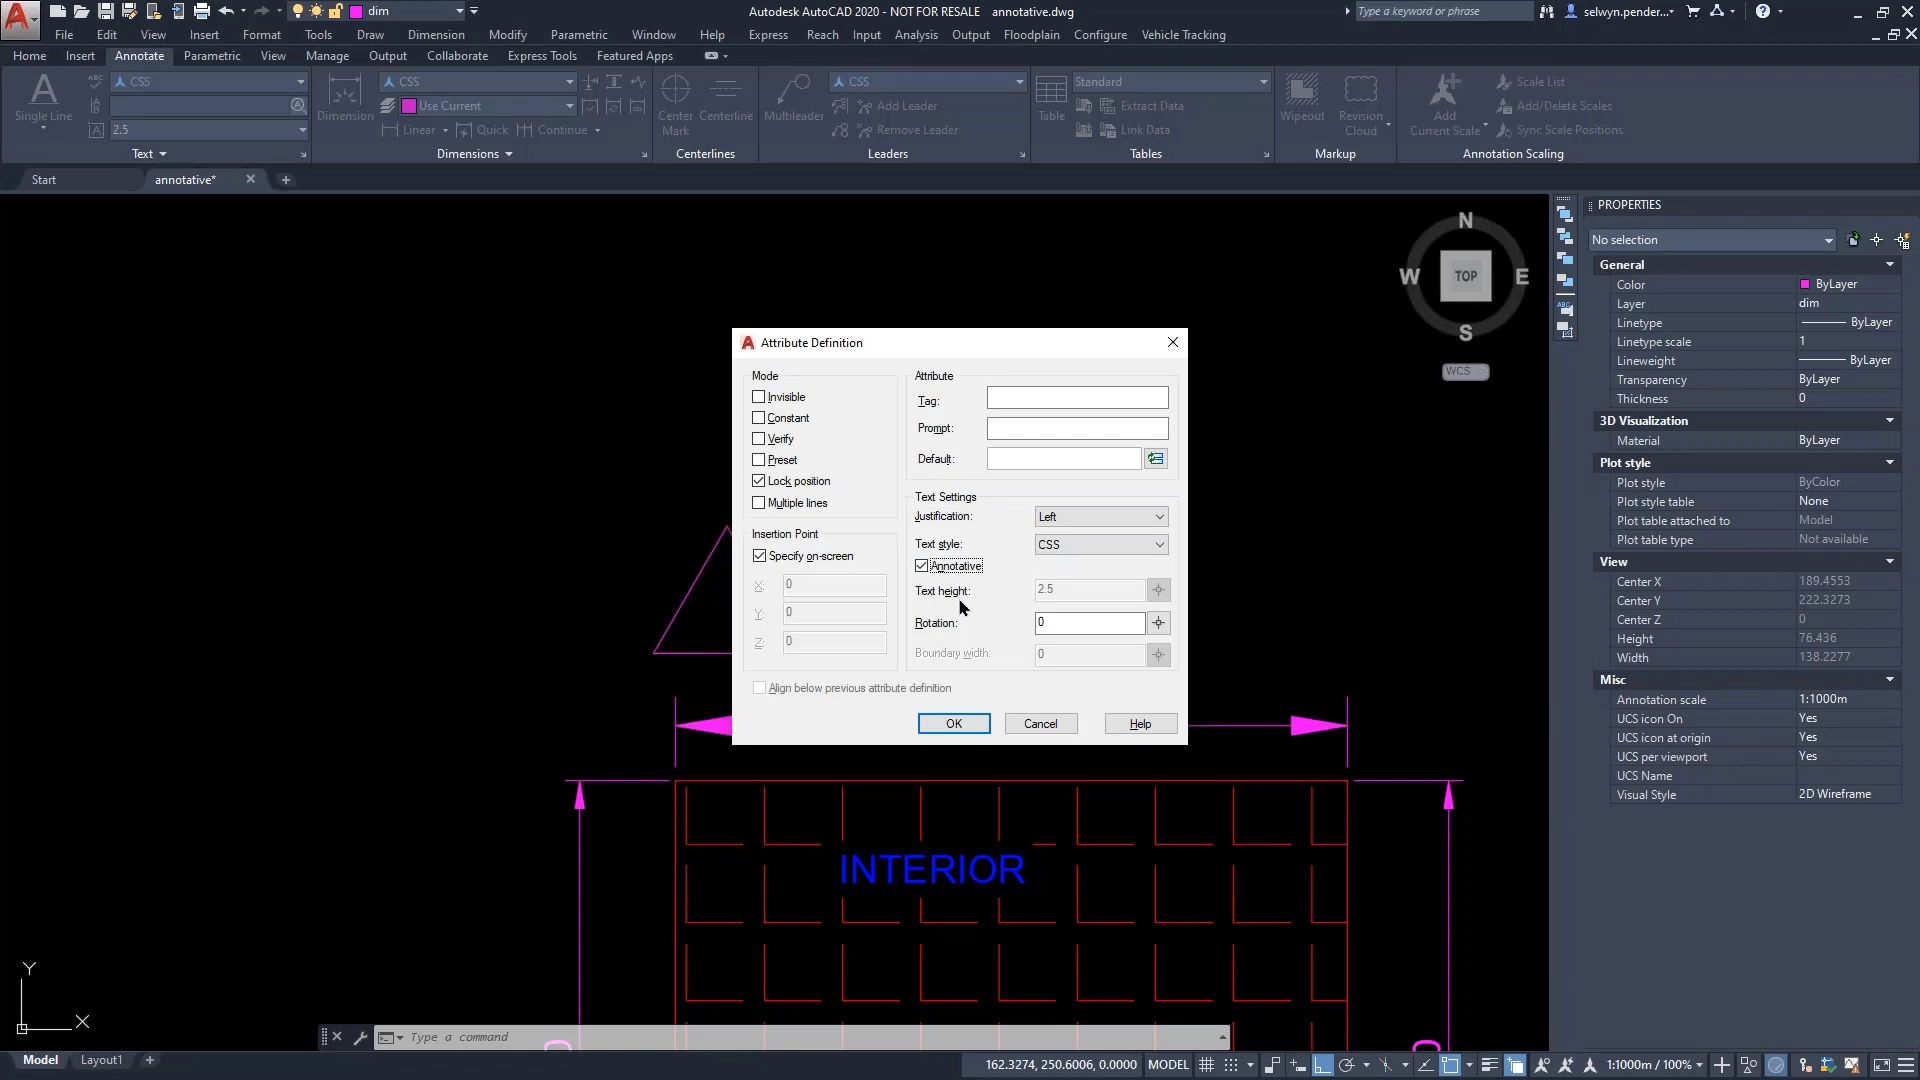 dim
Autodesk AutoCAD 2020 - NOT FOR RESALE annotative.dwg
Type a keyword or phrase
selwyn.pender...
File Edit View Insert Format Tools Draw Dimension Modify Parametric Window Help Express Reach Input Analysis Output Floodplain Configure Vehicle Tracking
Home Insert Annotate Parametric View Manage Output Collaborate Express Tools Featured Apps
CSS CSS CSS Standard Scale List
Use Current Add Leader Extract Data Add/Delete Scales
Single Line Dimension Center Mark Centerline Multileader Table Wipeout Revision Cloud Add Current Scale
2.5 Linear Quick Continue Remove Leader Link Data Sync Scale Positions
Text Dimensions Centerlines Leaders Tables Markup Annotation Scaling
Start annotative*
PROPERTIES
No selection
General
Color ByLayer
Layer dim
Linetype ByLayer
Linetype scale 1
Lineweight ByLayer
Transparency ByLayer
Thickness 0
3D Visualization
Material ByLayer
Plot style
Plot style ByColor
Plot style table None
Plot table attached to Model
Plot table type Not available
View
Center X 189.4553
Center Y 222.3273
Center Z 0
Height 76.436
Width 138.2277
Misc
Annotation scale 1:1000m
UCS icon On Yes
UCS icon at origin Yes
UCS per viewport Yes
UCS Name
Visual Style 2D Wireframe
N
W TOP E
S
WCS
Attribute Definition
Mode
Invisible
Constant
Verify
Preset
Lock position
Multiple lines
Insertion Point
Specify on-screen
X: 0
Y: 0
Z: 0
Attribute
Tag:
Prompt:
Default:
Text Settings
Justification: Left
Text style: CSS
Annotative
Text height: 2.5
Rotation: 0
Boundary width: 0
Align below previous attribute definition
OK Cancel Help
INTERIOR
Y
X
Type a command
Model Layout1
162.3274, 250.6006, 0.0000 MODEL 1:1000m / 100%